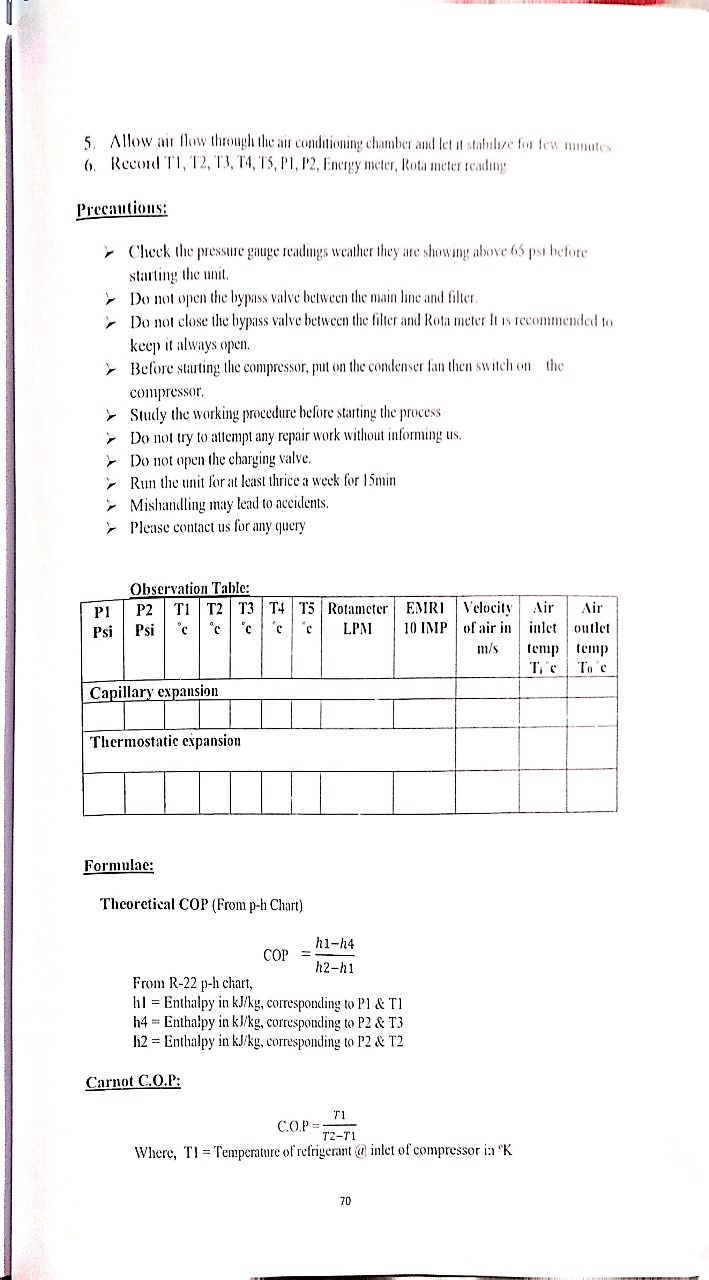 5. Allow air flow through the air conditioning chamber and let it stabilize for few minutes
6. Record T1, T2, T3, T4, T5, P1, P2, Energy meter, Rota meter reading
Precautions:
➢ Check the pressure gauge readings weather they are showing above 65 psi before
starting the unit.
➢ Do not open the bypass valve between the main line and filter.
➢ Do not close the bypass valve between the filter and Rota meter It is recommended to
keep it always open.
➢ Before starting the compressor, put on the condenser fan then switch on the
compressor.
➢ Study the working procedure before starting the process
➢ Do not try to attempt any repair work without informing us.
➢ Do not open the charging valve.
➢ Run the unit for at least thrice a week for 15min
➢ Mishandling may lead to accidents.
➢ Please contact us for any query
Observation Table:
P1 P2 T1 T2 T3 T4 T5 Rotameter EMR1 Velocity Air Air
Psi Psi °c °c °c °c °c LPM 10 IMP of air in inlet outlet
m/s temp temp
Ti °c T0 °c
Capillary expansion
Thermostatic expansion
Formulae:
Theoretical COP (From p-h Chart)
COP = h1−h4
h2−h1
From R-22 p-h chart,
h1 = Enthalpy in kJ/kg, corresponding to P1 & T1
h4 = Enthalpy in kJ/kg, corresponding to P2 & T3
h2 = Enthalpy in kJ/kg, corresponding to P2 & T2
Carnot C.O.P:
C.O.P = T1
T2−T1
Where, T1 = Temperature of refrigerant @ inlet of compressor in °K
70